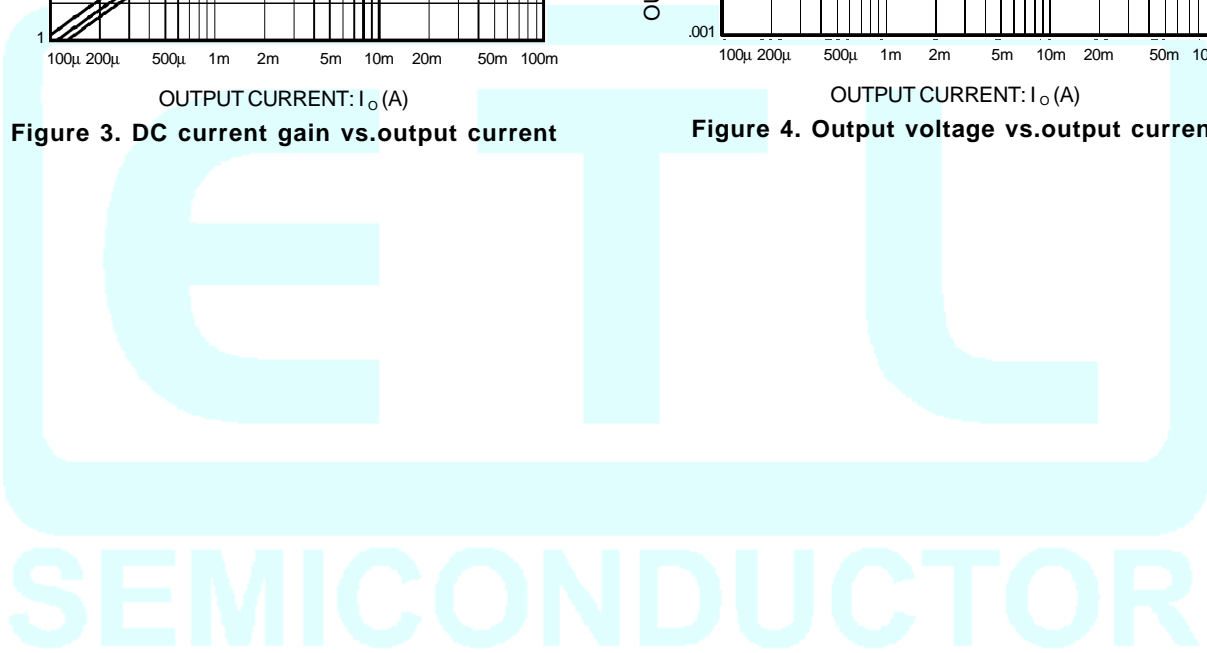 1
100μ 200μ 500μ 1m 2m 5m 10m 20m 50m 100m
OUTPUT CURRENT: I O (A)
Figure 3. DC current gain vs.output current
.001
100μ 200μ 500μ 1m 2m 5m 10m 20m 50m
OUTPUT CURRENT: I O (A)
Figure 4. Output voltage vs.output curren
ETL
SEMICONDUCTOR